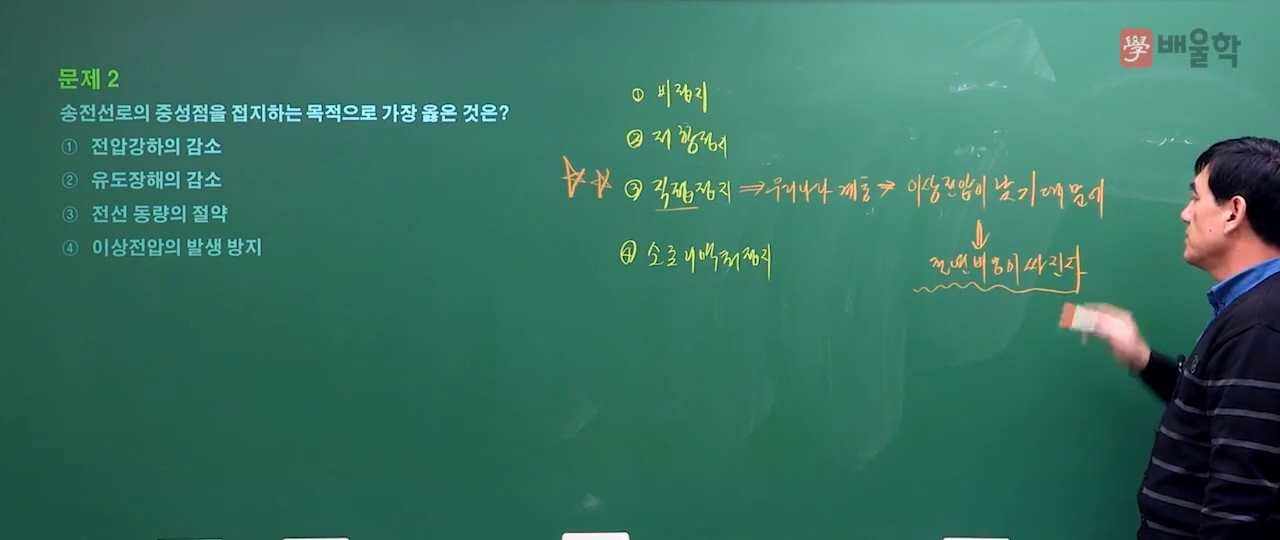 學 배울학
문제 2
송전선로의 중성점을 접지하는 목적으로 가장 옳은 것은?
① 전압강하의 감소
② 유도장해의 감소
③ 전선 동량의 절약
④ 이상전압의 발생 방지
① 비접지
② 저항접지
③ 직접접지 ⇒ 우리나라 계통 ⇒ 이상전압이 낮기 때문에
절연비용이 싸진다
④ 소호리액터접지